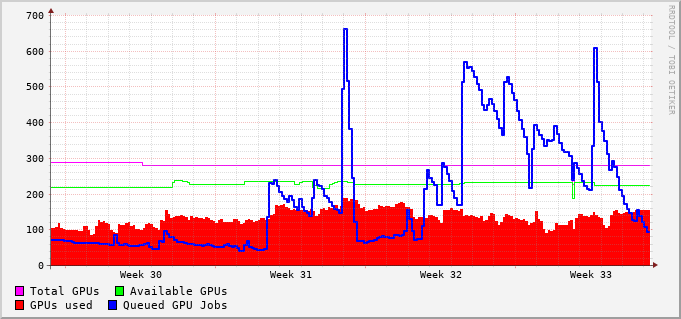 700
600
500
400
300
200
100
0
Week 30 Week 31 Week 32 Week 33
Total GPUs Available GPUs
GPUs used Queued GPU Jobs
RRDTOOL / TOBI OETIKER